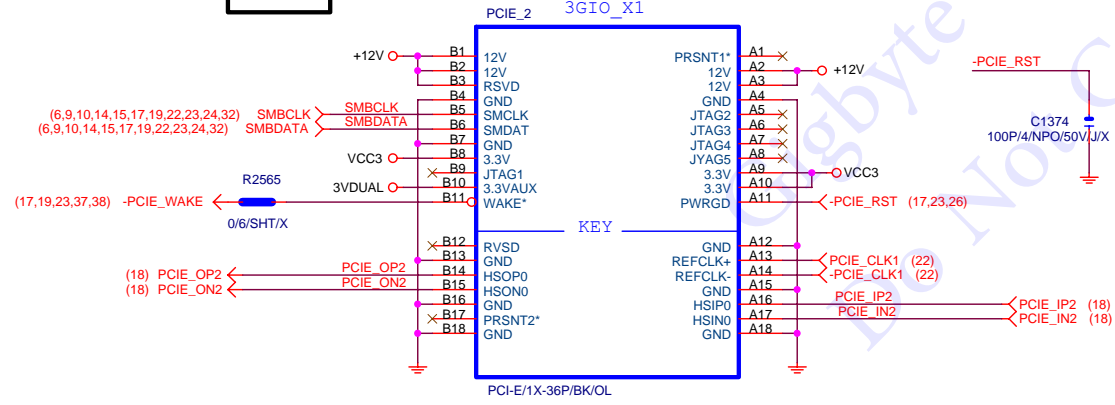 PCIE_2 3GIO_X1
+12V B1 12V PRSNT1* A1
B2 12V 12V A2 +12V -PCIE_RST
B3 RSVD 12V A3
B4 GND GND A4
(6,9,10,14,15,17,19,22,23,24,32) SMBCLK SMBCLK B5 SMCLK JTAG2 A5
(6,9,10,14,15,17,19,22,23,24,32) SMBDATA SMBDATA B6 SMDAT JTAG3 A6
C1374
B7 GND JTAG4 A7
100P/4/NPO/50V/J/X
VCC3 B8 3.3V JYAG5 A8
B9 JTAG1 3.3V A9 VCC3
R2565
3VDUAL B10 3.3VAUX 3.3V A10
(17,19,23,37,38) -PCIE_WAKE B11 WAKE* PWRGD A11 -PCIE_RST (17,23,26)
0/6/SHT/X
KEY
B12 RVSD GND A12
B13 GND REFCLK+ A13 PCIE_CLK1 (22)
(18) PCIE_OP2 PCIE_OP2 B14 HSOP0 REFCLK- A14 -PCIE_CLK1 (22)
(18) PCIE_ON2 PCIE_ON2 B15 HSON0 GND A15
B16 GND HSIP0 A16 PCIE_IP2 PCIE_IP2 (18)
B17 PRSNT2* HSIN0 A17 PCIE_IN2 PCIE_IN2 (18)
B18 GND GND A18
PCI-E/1X-36P/BK/OL
Gigbyte
Do Not C